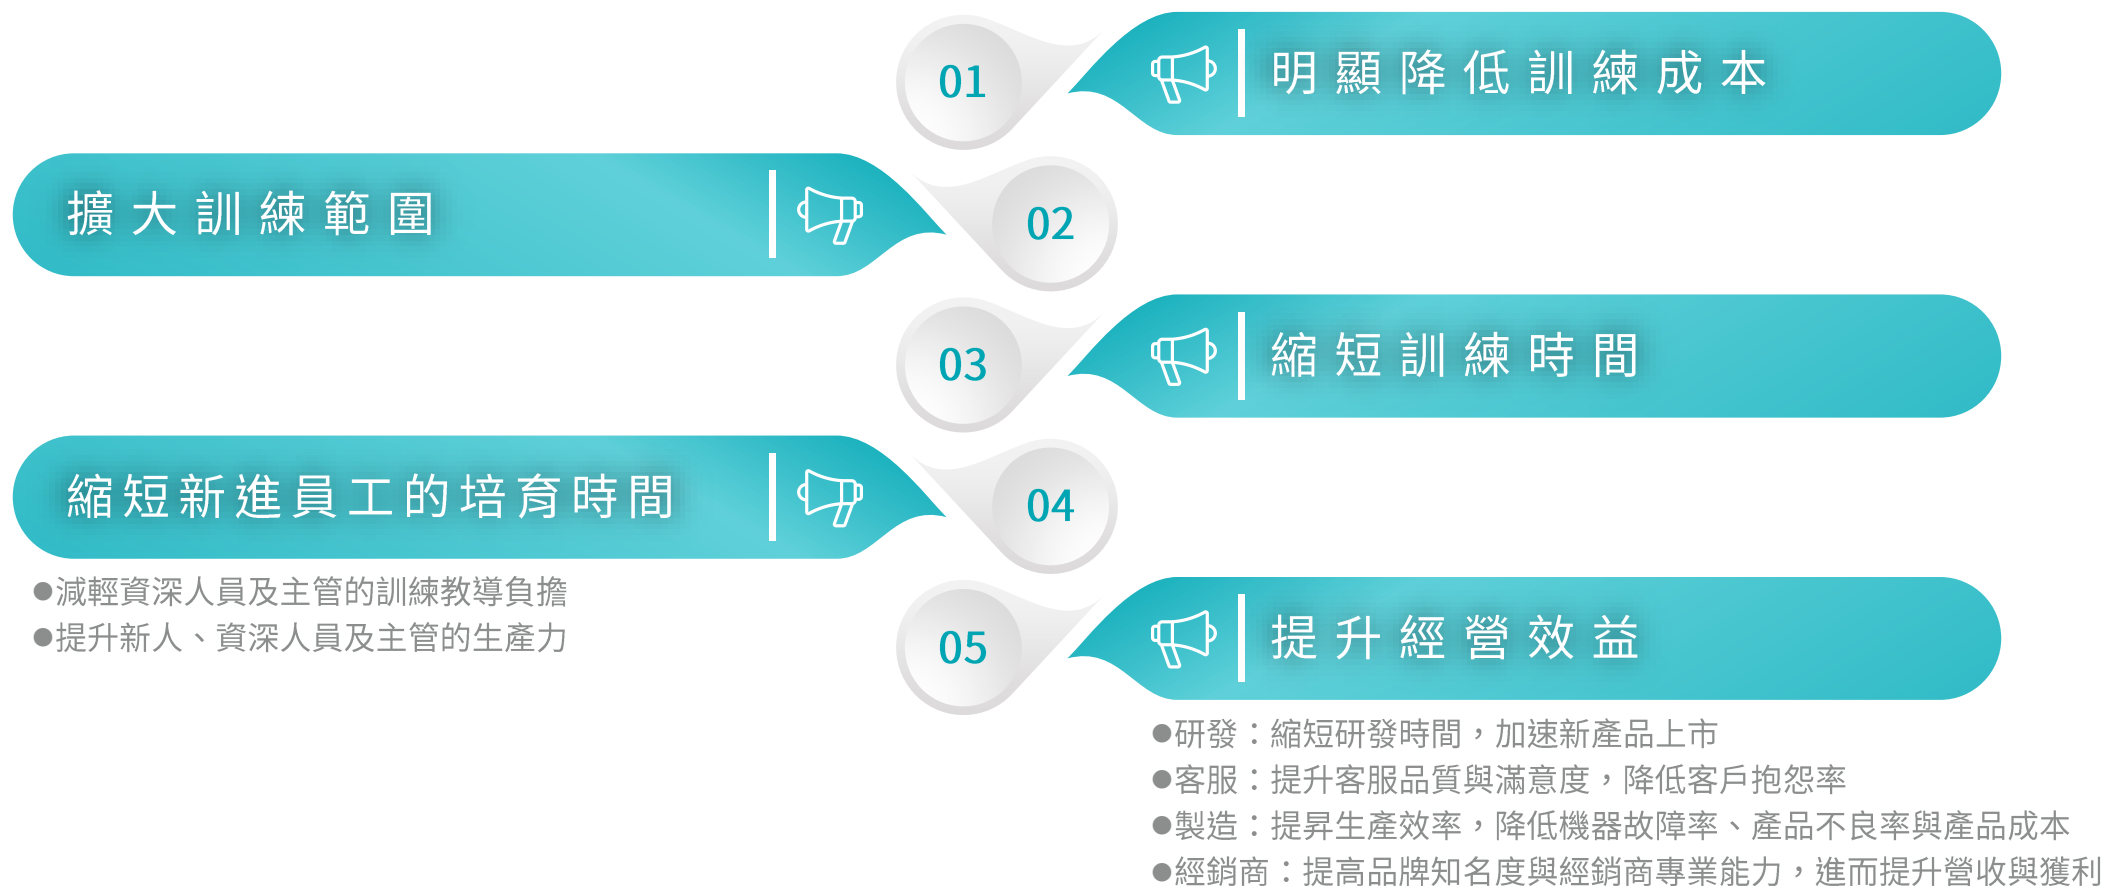 01
明顯降低訓練成本
擴大訓練範圍
02
03
縮短訓練時間
縮短新進員工的培育時間
04
●減輕資深人員及主管的訓練教導負擔
●提升新人、資深人員及主管的生產力
05
提升經營效益
●研發：縮短研發時間，加速新產品上市
●客服：提升客服品質與滿意度，降低客戶抱怨率
●製造：提昇生產效率，降低機器故障率、產品不良率與產品成本
●經銷商：提高品牌知名度與經銷商專業能力，進而提升營收與獲利